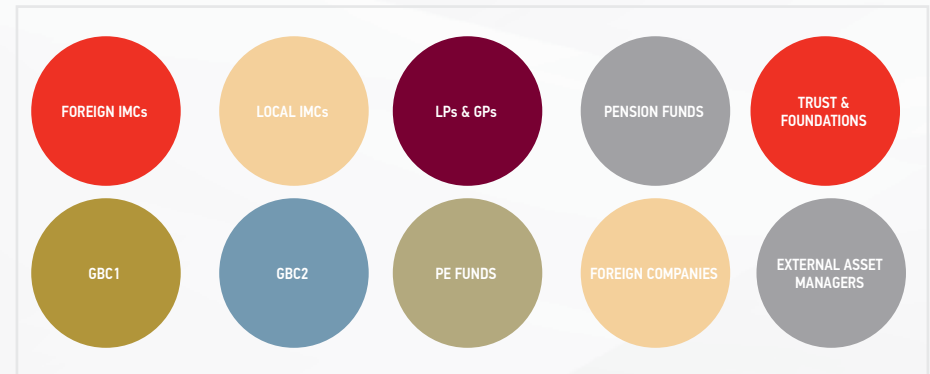 FOREIGN IMCs
LOCAL IMCs
LPs & GPs
PENSION FUNDS
TRUST &
FOUNDATIONS
GBC1
GBC2
PE FUNDS
FOREIGN COMPANIES
EXTERNAL ASSET
MANAGERS